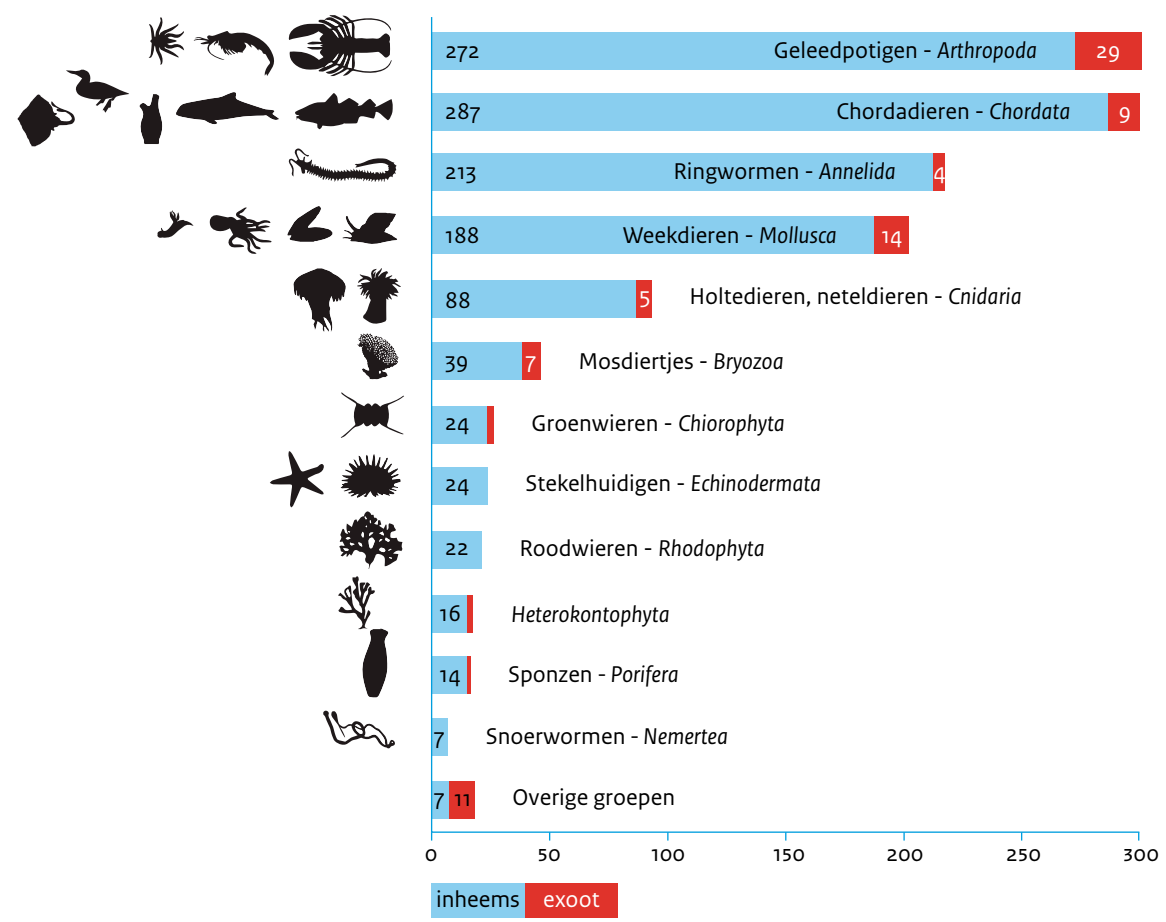 272 Geleedpotigen - Arthropoda 29
287 Chordadieren - Chordata 9
213 Ringwormen - Annelida 4
188 Weekdieren - Mollusca 14
88 5 Holtedieren, neteldieren - Cnidaria
39 7 Mosdiertjes - Bryozoa
24 Groenwieren - Chiorophyta
24 Stekelhuidigen - Echinodermata
22 Roodwieren - Rhodophyta
16 Heterokontophyta
14 Sponzen - Porifera
7 Snoerwormen - Nemertea
7 11 Overige groepen
0 50 100 150 200 250 300
inheems exoot